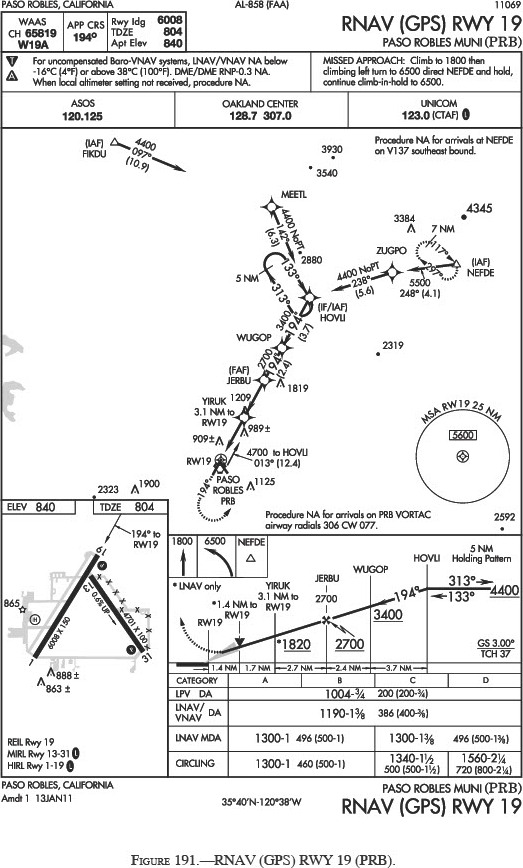 PASO ROBLES, CALIFORNIA
AL-858 (FAA)
11069
WAAS
CH 65819
W19A
APP CRS
194°
Rwy ldg 6008
TDZE 804
Apt Elev 840
RNAV (GPS) RWY 19
PASO ROBLES MUNI (PRB)
T
A
For uncompensated Baro-VNAV systems, LNAV/VNAV NA below
-16°C (4°F) or above 38°C (100°F). DME/DME RNP-0.3 NA.
When local altimeter setting not received, procedure NA.
MISSED APPROACH: Climb to 1800 then
climbing left turn to 6500 direct NEFDE and hold,
continue climb-in-hold to 6500.
ASOS
120.125
OAKLAND CENTER
128.7 307.0
UNICOM
123.0 (CTAF) L
Procedure NA for arrivals at NEFDE
on V137 southeast bound.
(IAF)
FIKDU
4400
097°
(10.9)
3930
3540
MEETL
4400 NoPT
142°
(6.3)
2880
3384
4345
7 NM
117°
297°
ZUGPO
(IAF)
NEFDE
5 NM
133°
313°
4400 NoPT
238°
(5.6)
5500
248° (4.1)
(IF/IAF)
HOVLI
3400
194°
(3.7)
WUGOP
2700
194°
(2.4)
2319
(FAF)
JERBU
1819
YIRUK
3.1 NM to
RW19
1209
989±
909±
RW19
4700 to HOVLI
013° (12.4)
PASO
ROBLES
PRB
1125
194°
MSA RW19 25 NM
5600
1900
2323
Procedure NA for arrivals on PRB VORTAC
airway radials 306 CW 077.
2592
ELEV 840
TDZE 804
194° to
RW19
19
13
0.6% UP
4701 X 100
6008 X 150
865
H
V
31
1
888 ±
863 ±
REIL Rwy 19
MIRL Rwy 13-31 L
HIRL Rwy 1-19 L
1800
6500
NEFDE
* LNAV only
YIRUK
3.1 NM to
RW19
JERBU
WUGOP
HOVLI
5 NM
Holding Pattern
*1.4 NM to
RW19
RW19
2700
194°
313°
133°
4400
3400
*1820
2700
GS 3.00°
TCH 37
1.4 NM
1.7 NM
2.7 NM
2.4 NM
3.7 NM
CATEGORY A B C D
LPV DA 1004-¾ 200 (200-¾)
LNAV/
VNAV DA 1190-1⅜ 386 (400-⅜)
LNAV MDA 1300-1 496 (500-1) 1300-1⅜ 496 (500-1⅜)
CIRCLING 1300-1 460 (500-1) 1340-1½ 500 (500-1½) 1560-2¼ 720 (800-2¼)
PASO ROBLES, CALIFORNIA
Amdt 1 13JAN11
35°40'N-120°38'W
PASO ROBLES MUNI (PRB)
RNAV (GPS) RWY 19
FIGURE 191.—RNAV (GPS) RWY 19 (PRB).